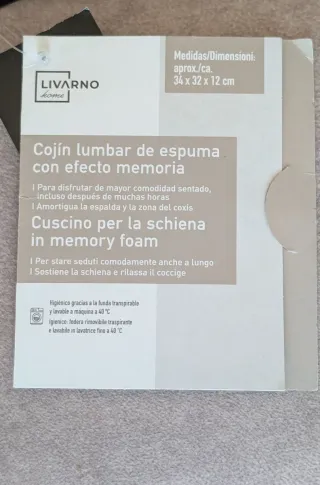 LIVARNO
home
Medidas/Dimensioni:
aprox./ca.
34 x 32 x 12 cm
Cojín lumbar de espuma
con efecto memoria
| Para disfrutar de mayor comodidad sentado,
incluso después de muchas horas
| Amortigua la espalda y la zona del coxis
Cuscino per la schiena
in memory foam
| Per stare seduti comodamente anche a lungo
| Sostiene la schiena e rilassa il coccige
Higiénico gracias a la funda transpirable
y lavable a máquina a 40 °C
Igienico: fodera rimovibile traspirante
e lavabile in lavatrice fino a 40 °C